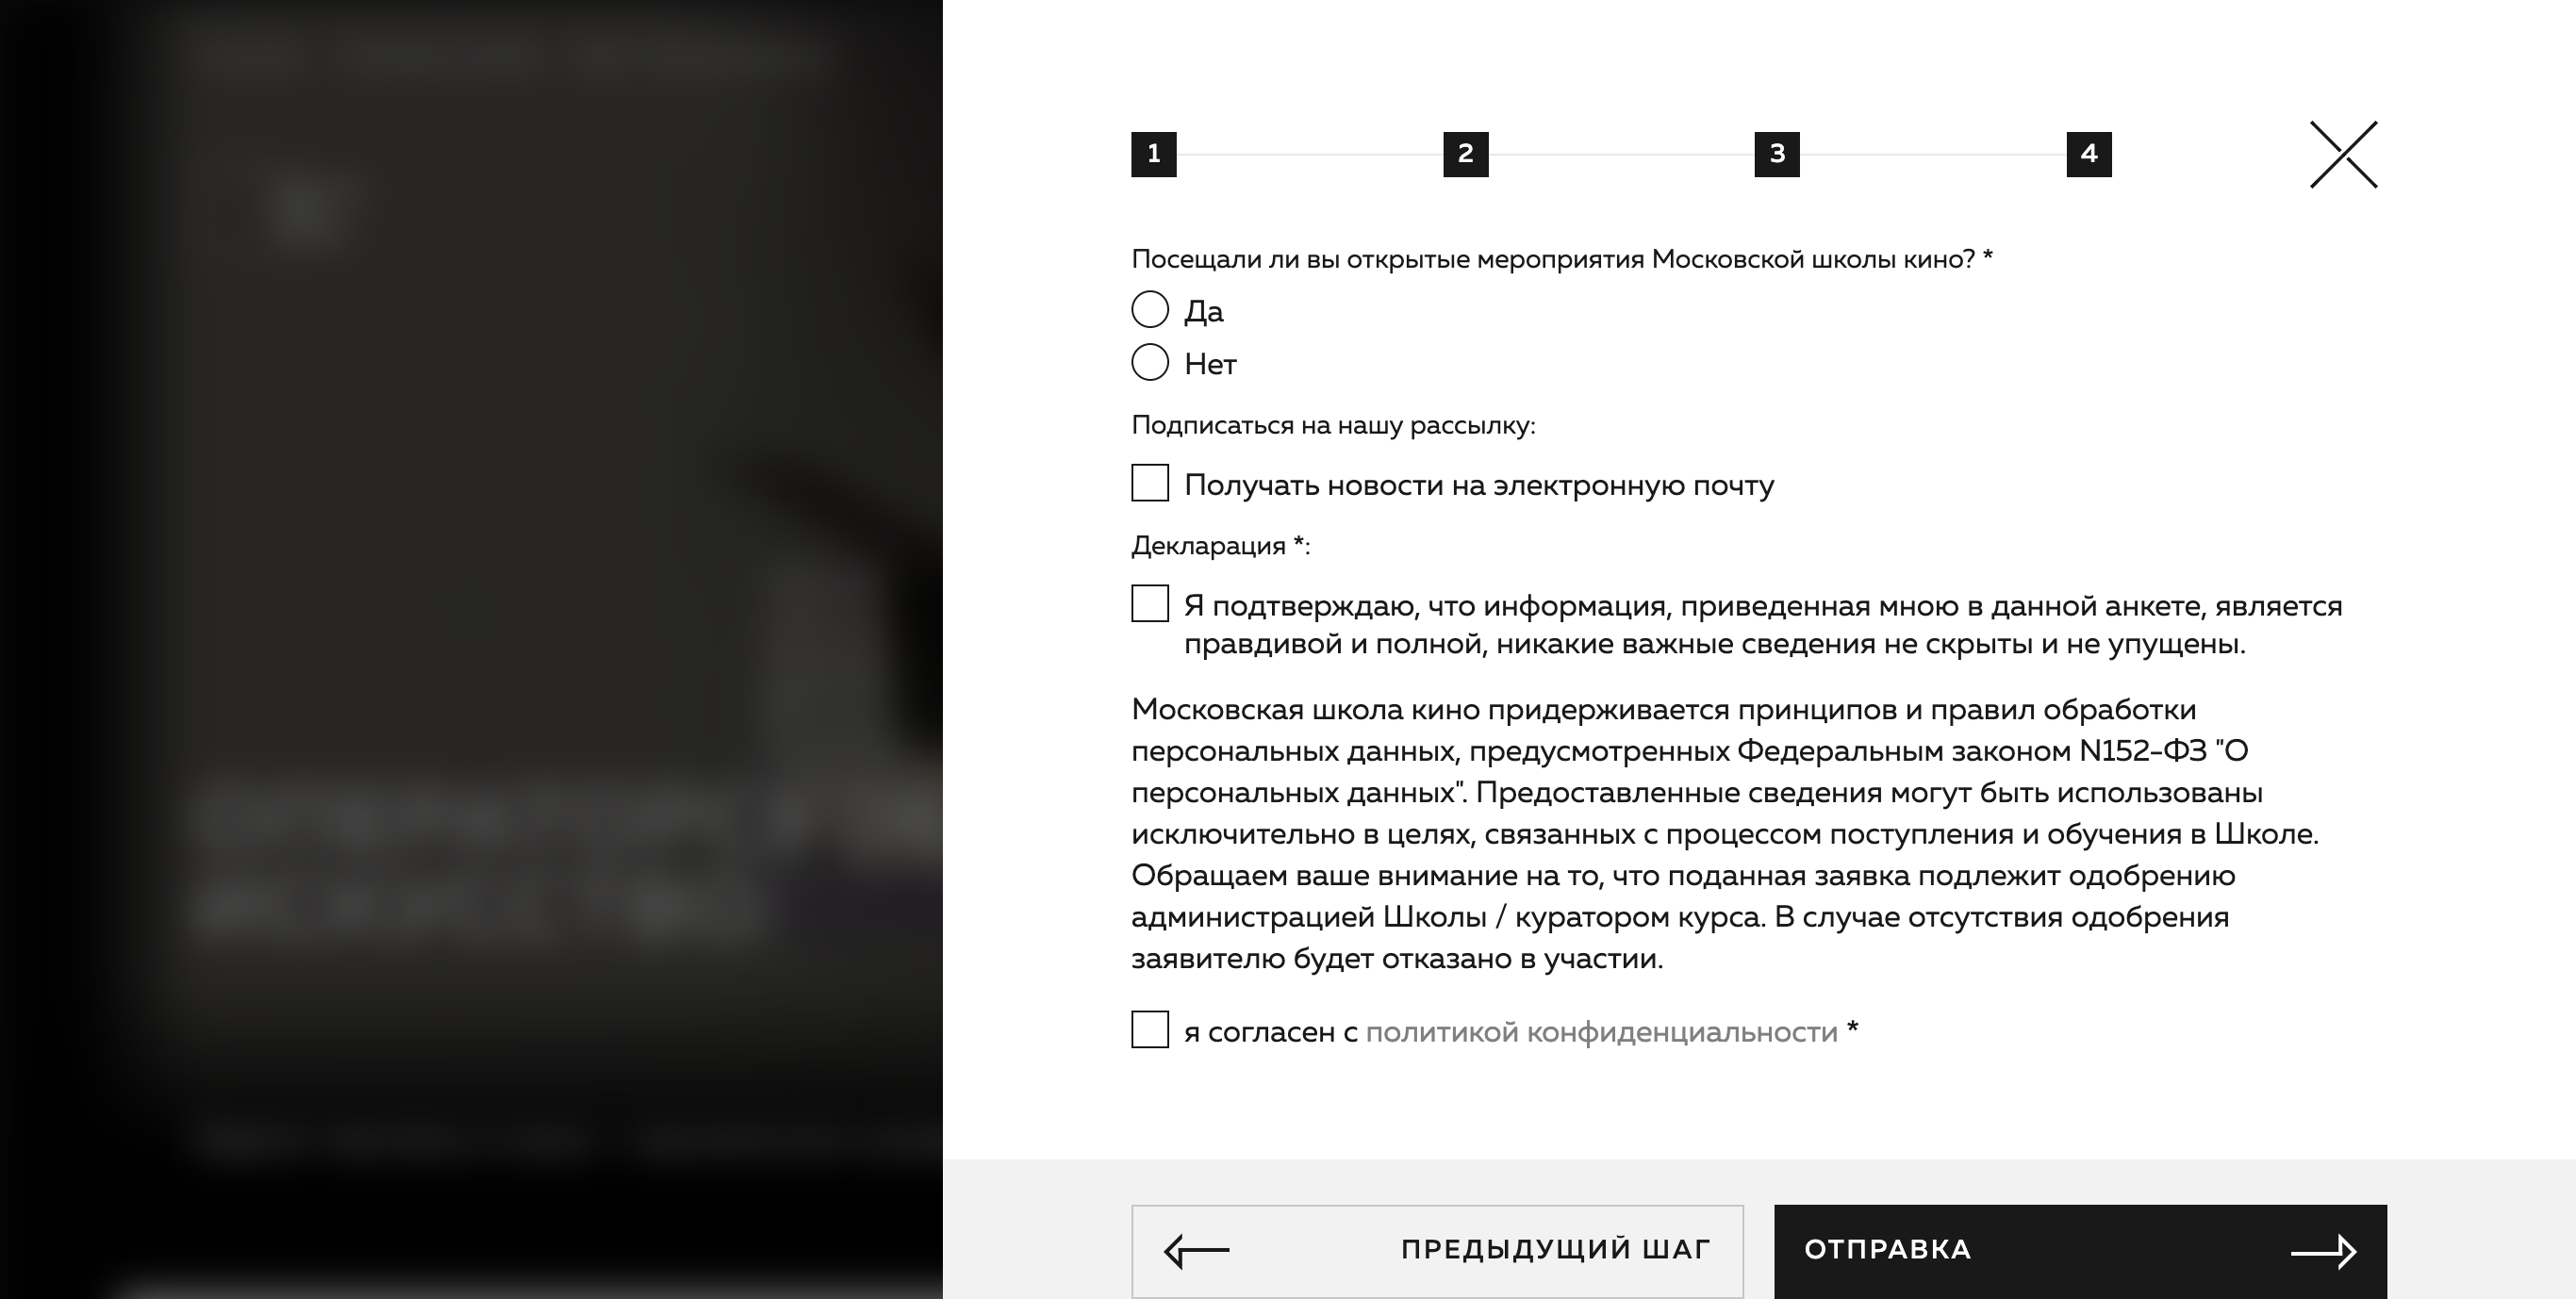 1 2 3 4
Посещали ли вы открытые мероприятия Московской школы кино? *
Да
Нет
Подписаться на нашу рассылку:
Получать новости на электронную почту
Декларация *:
Я подтверждаю, что информация, приведенная мною в данной анкете, является
правдивой и полной, никакие важные сведения не скрыты и не упущены.
Московская школа кино придерживается принципов и правил обработки
персональных данных, предусмотренных Федеральным законом N152-ФЗ "О
персональных данных". Предоставленные сведения могут быть использованы
исключительно в целях, связанных с процессом поступления и обучения в Школе.
Обращаем ваше внимание на то, что поданная заявка подлежит одобрению
администрацией Школы / куратором курса. В случае отсутствия одобрения
заявителю будет отказано в участии.
я согласен с политикой конфиденциальности *
ПРЕДЫДУЩИЙ ШАГ
ОТПРАВКА